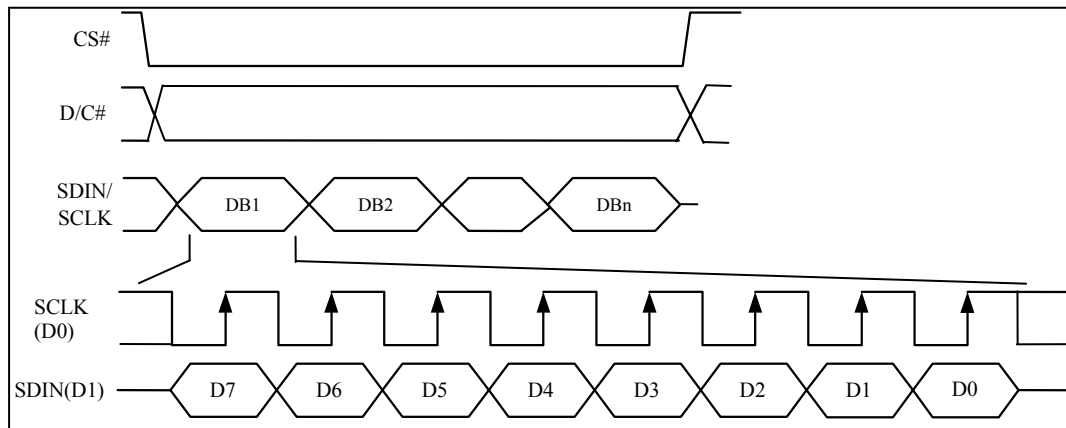 CS#
D/C#
SDIN/
SCLK
DB1 DB2 DBn
SCLK
(D0)
SDIN(D1) D7 D6 D5 D4 D3 D2 D1 D0